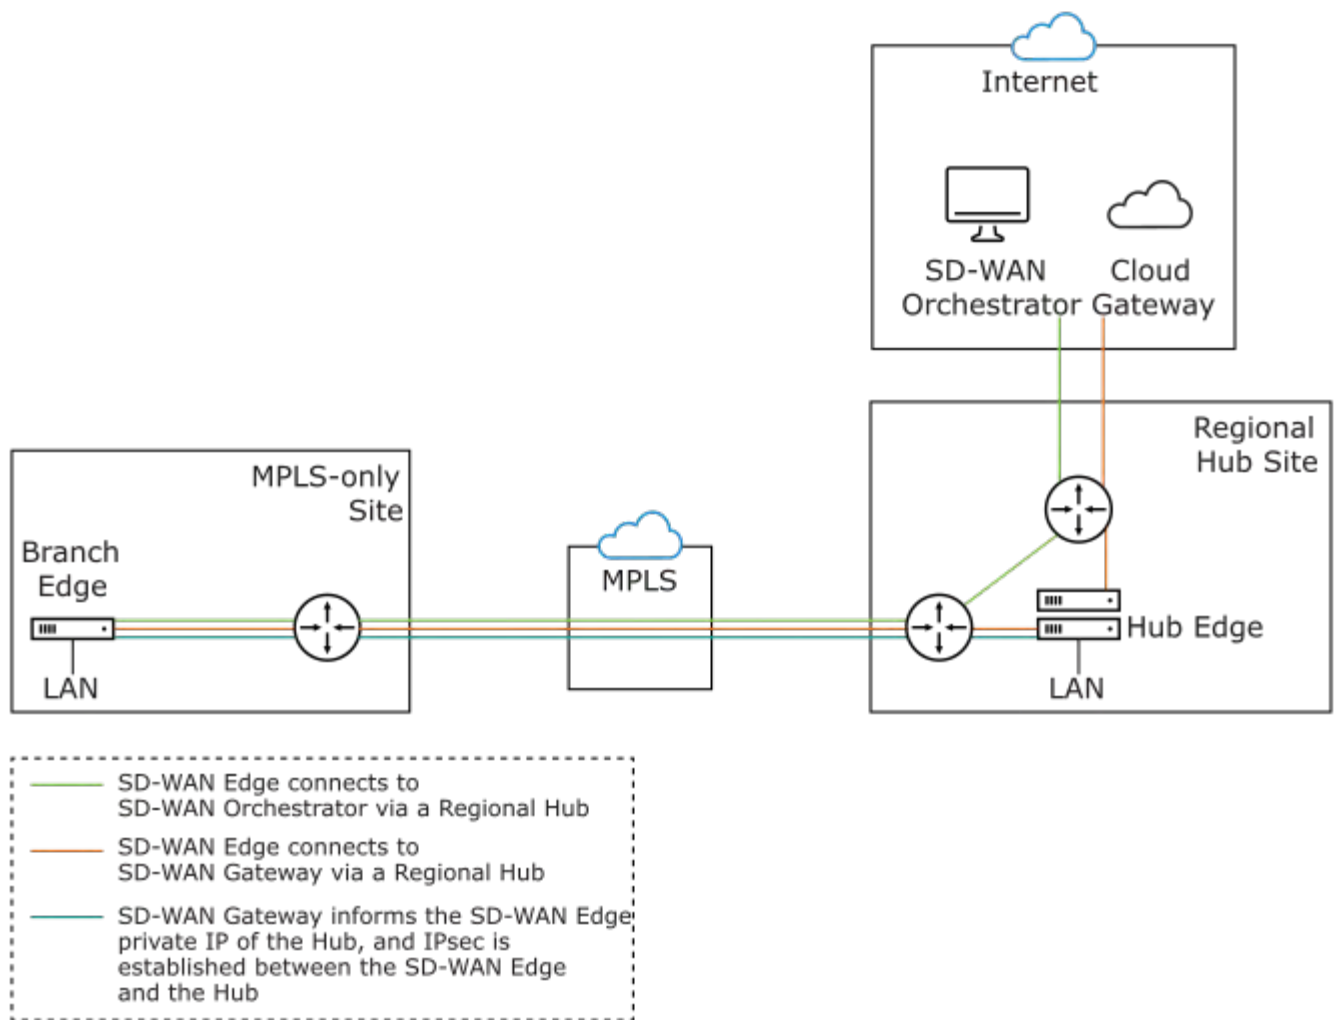 Internet
SD-WAN
Orchestrator
Cloud
Gateway
Regional
Hub Site
MPLS-only
Site
Branch
Edge
MPLS
Hub Edge
LAN
LAN
SD-WAN Edge connects to
SD-WAN Orchestrator via a Regional Hub
SD-WAN Edge connects to
SD-WAN Gateway via a Regional Hub
SD-WAN Gateway informs the SD-WAN Edge
private IP of the Hub, and IPsec is
established between the SD-WAN Edge
and the Hub